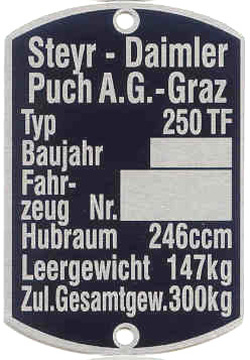 Steyr - Daimler
Puch A.G.-Graz
Typ 250 TF
Baujahr
Fahr-
zeug Nr.
Hubraum 246ccm
Leergewicht 147kg
Zul.Gesamtgew.300kg